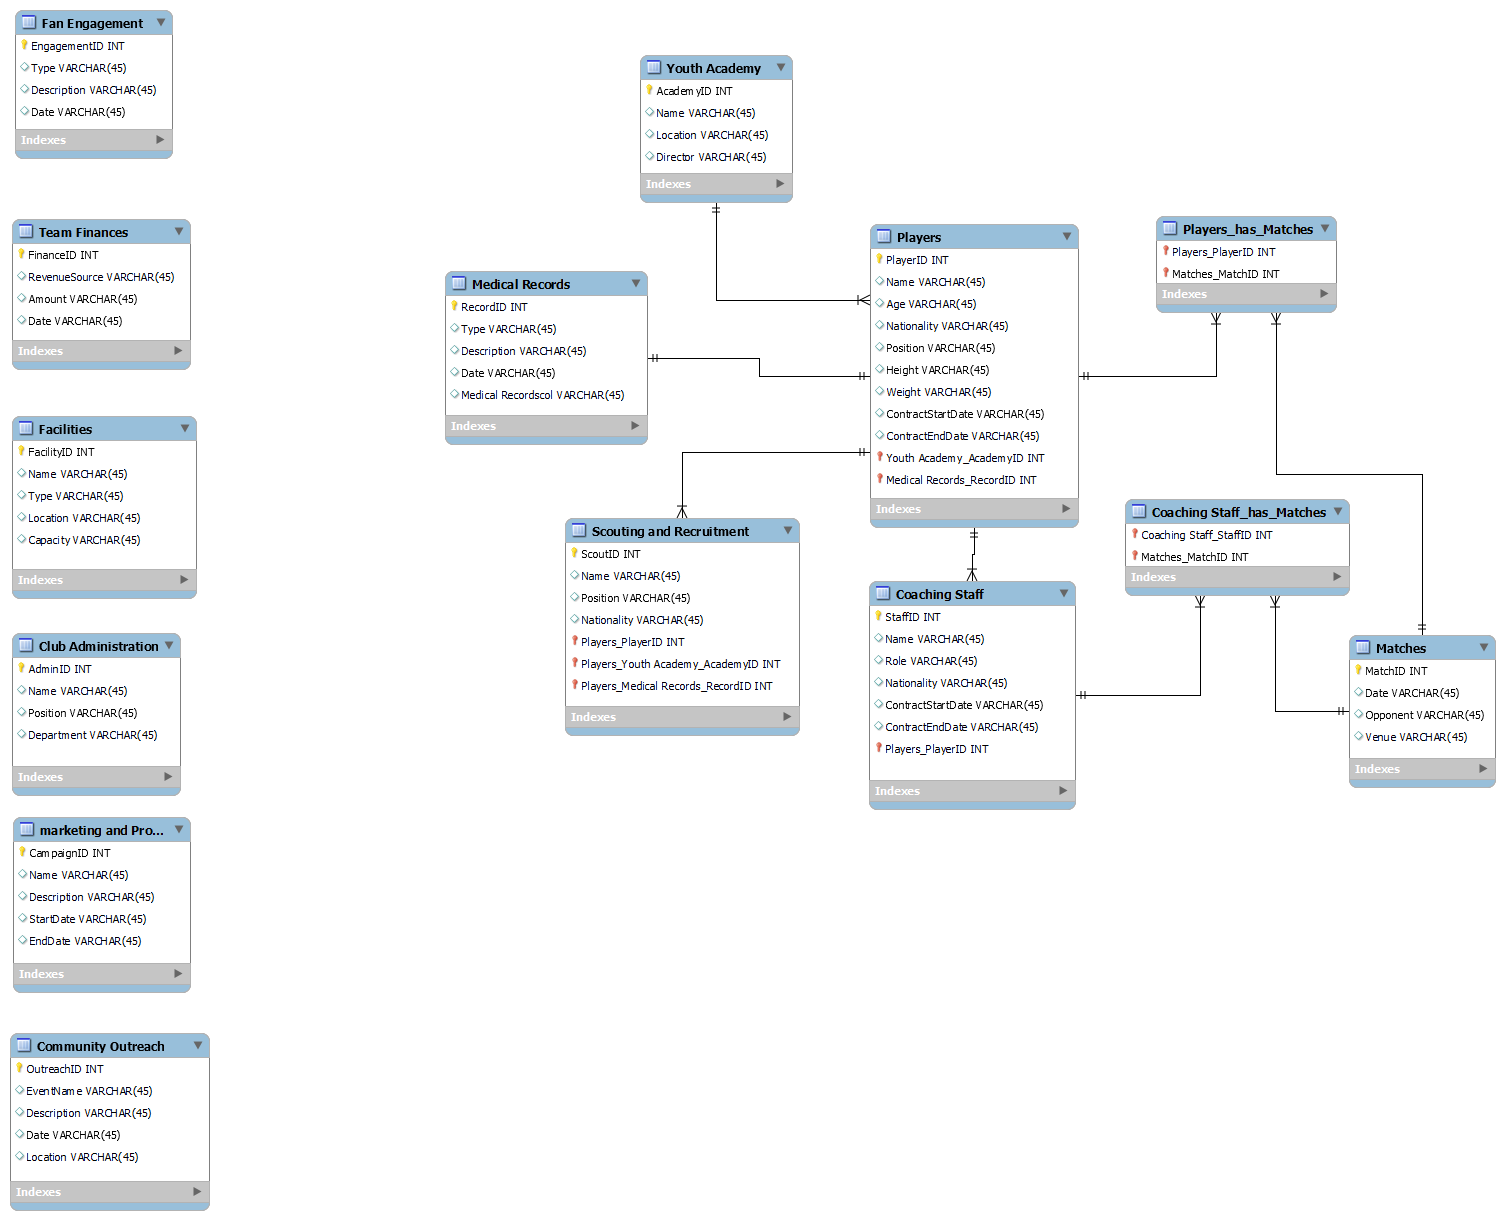 Fan Engagement
EngagementID INT
Type VARCHAR(45)
Description VARCHAR(45)
Date VARCHAR(45)
Indexes
Team Finances
FinanceID INT
RevenueSource VARCHAR(45)
Amount VARCHAR(45)
Date VARCHAR(45)
Indexes
Facilities
FacilityID INT
Name VARCHAR(45)
Type VARCHAR(45)
Location VARCHAR(45)
Capacity VARCHAR(45)
Indexes
Club Administration
AdminID INT
Name VARCHAR(45)
Position VARCHAR(45)
Department VARCHAR(45)
Indexes
marketing and Pro...
CampaignID INT
Name VARCHAR(45)
Description VARCHAR(45)
StartDate VARCHAR(45)
EndDate VARCHAR(45)
Indexes
Community Outreach
OutreachID INT
EventName VARCHAR(45)
Description VARCHAR(45)
Date VARCHAR(45)
Location VARCHAR(45)
Indexes
Youth Academy
AcademyID INT
Name VARCHAR(45)
Location VARCHAR(45)
Director VARCHAR(45)
Indexes
Medical Records
RecordID INT
Type VARCHAR(45)
Description VARCHAR(45)
Date VARCHAR(45)
Medical Recordscol VARCHAR(45)
Indexes
Scouting and Recruitment
ScoutID INT
Name VARCHAR(45)
Position VARCHAR(45)
Nationality VARCHAR(45)
Players_PlayerID INT
Players_Youth Academy_AcademyID INT
Players_Medical Records_RecordID INT
Indexes
Players
PlayerID INT
Name VARCHAR(45)
Age VARCHAR(45)
Nationality VARCHAR(45)
Position VARCHAR(45)
Height VARCHAR(45)
Weight VARCHAR(45)
ContractStartDate VARCHAR(45)
ContractEndDate VARCHAR(45)
Youth Academy_AcademyID INT
Medical Records_RecordID INT
Indexes
Coaching Staff
StaffID INT
Name VARCHAR(45)
Role VARCHAR(45)
Nationality VARCHAR(45)
ContractStartDate VARCHAR(45)
ContractEndDate VARCHAR(45)
Players_PlayerID INT
Indexes
Players_has_Matches
Players_PlayerID INT
Matches_MatchID INT
Indexes
Coaching Staff_has_Matches
Coaching Staff_StaffID INT
Matches_MatchID INT
Indexes
Matches
MatchID INT
Date VARCHAR(45)
Opponent VARCHAR(45)
Venue VARCHAR(45)
Indexes